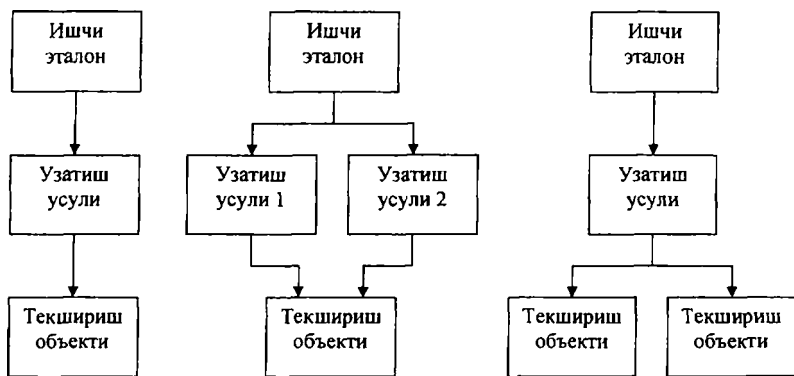 Ишчи
эталон
Ишчи
эталон
Ишчи
эталон
Узатиш
усули
Узатиш
усули 1
Узатиш
усули 2
Узатиш
усули
Текшириш
объекти
Текшириш
объекти
Текшириш
объекти
Текшириш
объекти